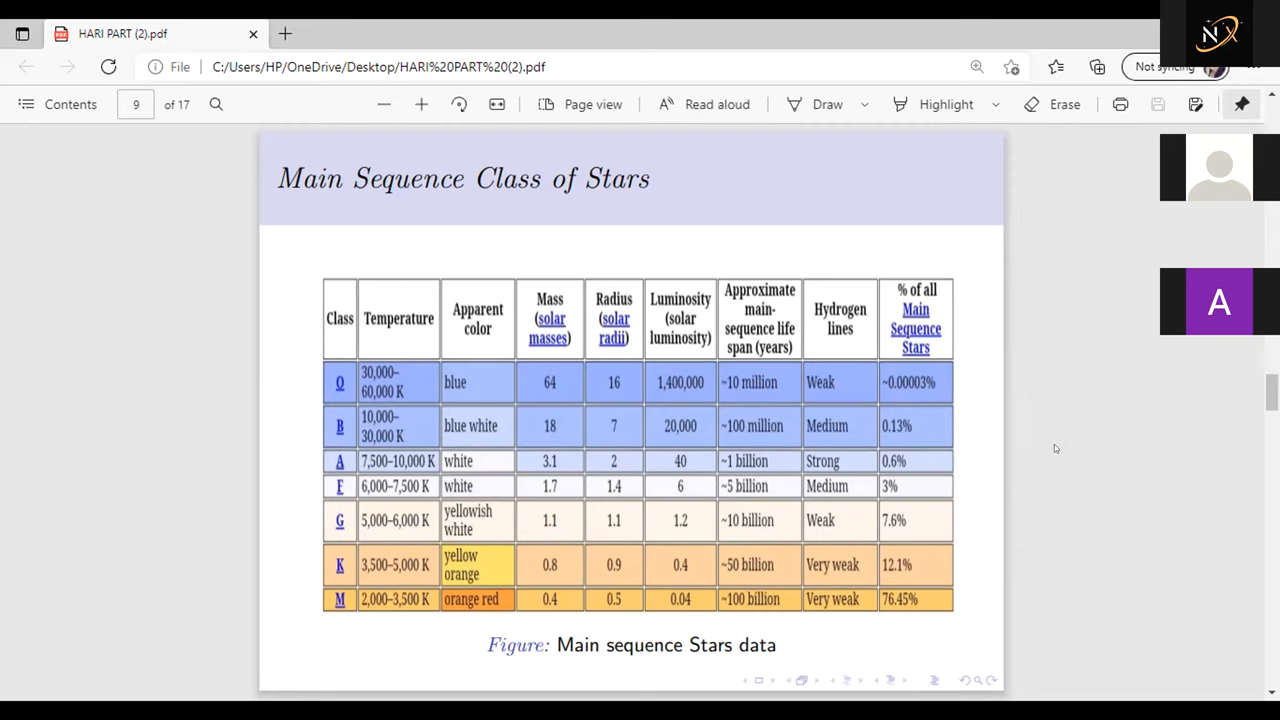 HARI PART (2).pdf
File C:/Users/HP/OneDrive/Desktop/HARI%20PART%20(2).pdf Not syncing
Contents 9 of 17 Page view Read aloud Draw Highlight Erase
NX
A
Main Sequence Class of Stars
Class Temperature Apparent color Mass (solar masses) Radius (solar radii) Luminosity (solar luminosity) Approximate main-sequence life span (years) Hydrogen lines % of all Main Sequence Stars
O 30,000–60,000 K blue 64 16 1,400,000 ~10 million Weak ~0.00003%
B 10,000–30,000 K blue white 18 7 20,000 ~100 million Medium 0.13%
A 7,500–10,000 K white 3.1 2 40 ~1 billion Strong 0.6%
F 6,000–7,500 K white 1.7 1.4 6 ~5 billion Medium 3%
G 5,000–6,000 K yellowish white 1.1 1.1 1.2 ~10 billion Weak 7.6%
K 3,500–5,000 K yellow orange 0.8 0.9 0.4 ~50 billion Very weak 12.1%
M 2,000–3,500 K orange red 0.4 0.5 0.04 ~100 billion Very weak 76.45%
Figure: Main sequence Stars data